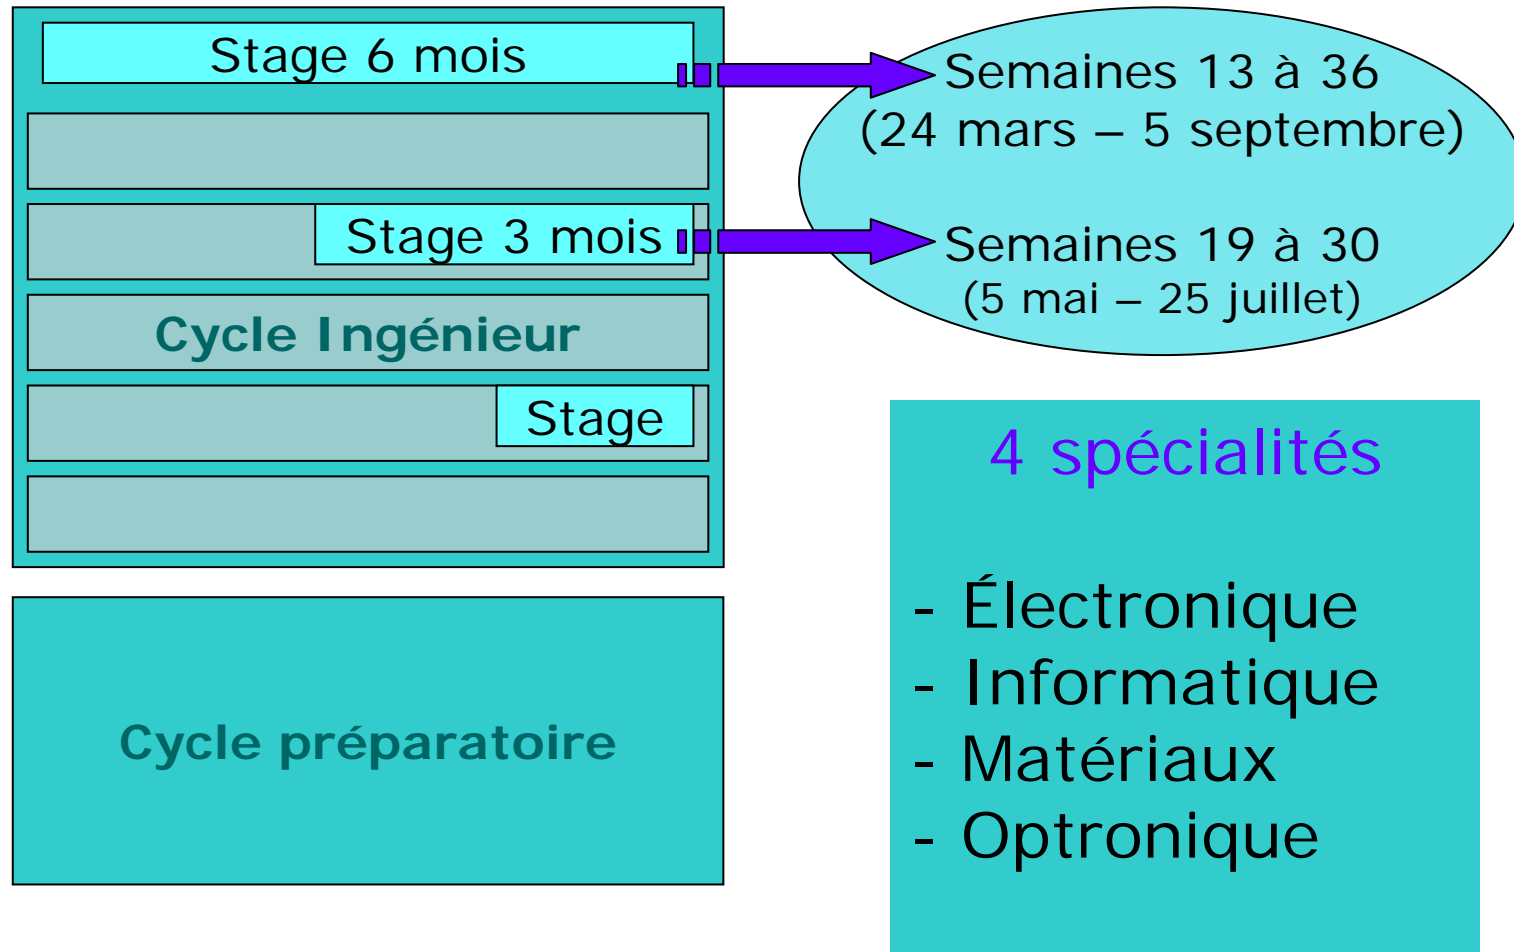 Stage 6 mois
Semaines 13 à 36
(24 mars – 5 septembre)
Stage 3 mois
Semaines 19 à 30
(5 mai – 25 juillet)
Cycle Ingénieur
Stage
4 spécialités
- Électronique
- Informatique
- Matériaux
- Optronique
Cycle préparatoire